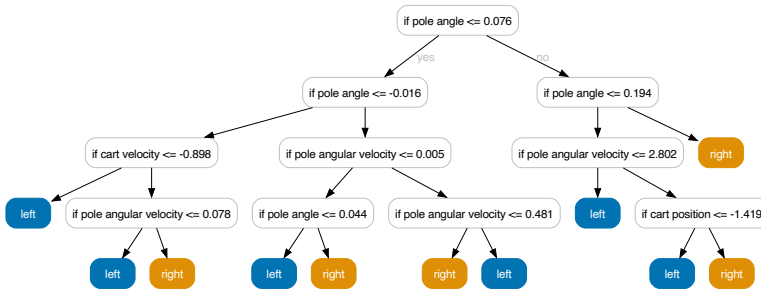 if pole angle <= 0.076
yes
no
if pole angle <= -0.016
if pole angle <= 0.194
if cart velocity <= -0.898
if pole angular velocity <= 0.005
if pole angular velocity <= 2.802
right
left
if pole angular velocity <= 0.078
if pole angle <= 0.044
if pole angular velocity <= 0.481
left
if cart position <= -1.419
left
right
left
right
right
left
left
right